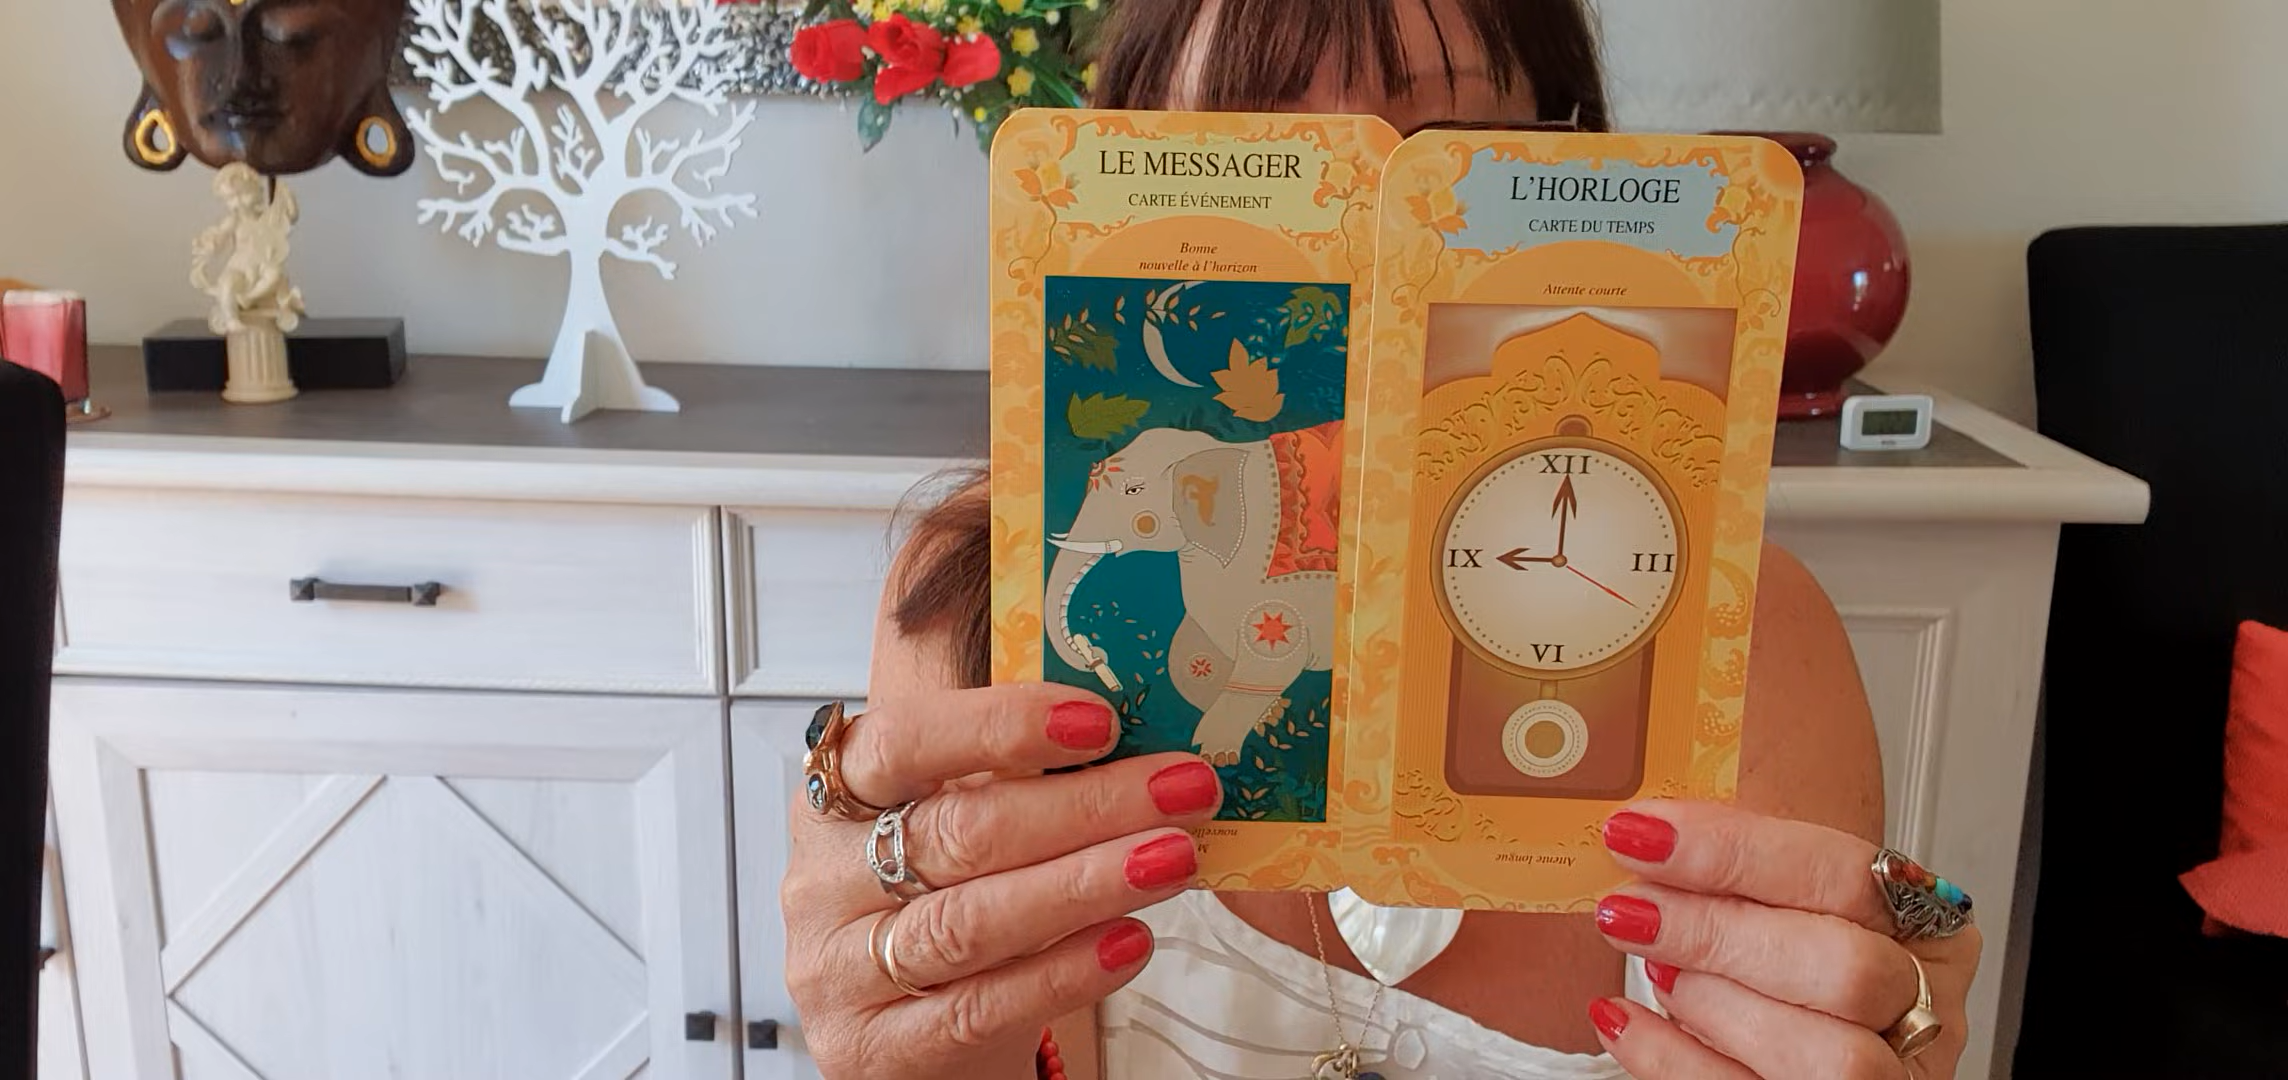 LE MESSAGER
CARTE ÉVÉNEMENT
Bonne
nouvelle à l'horizon
nouvelle
L'HORLOGE
CARTE DU TEMPS
Attente courte
XII
IX
III
VI
Attente longue